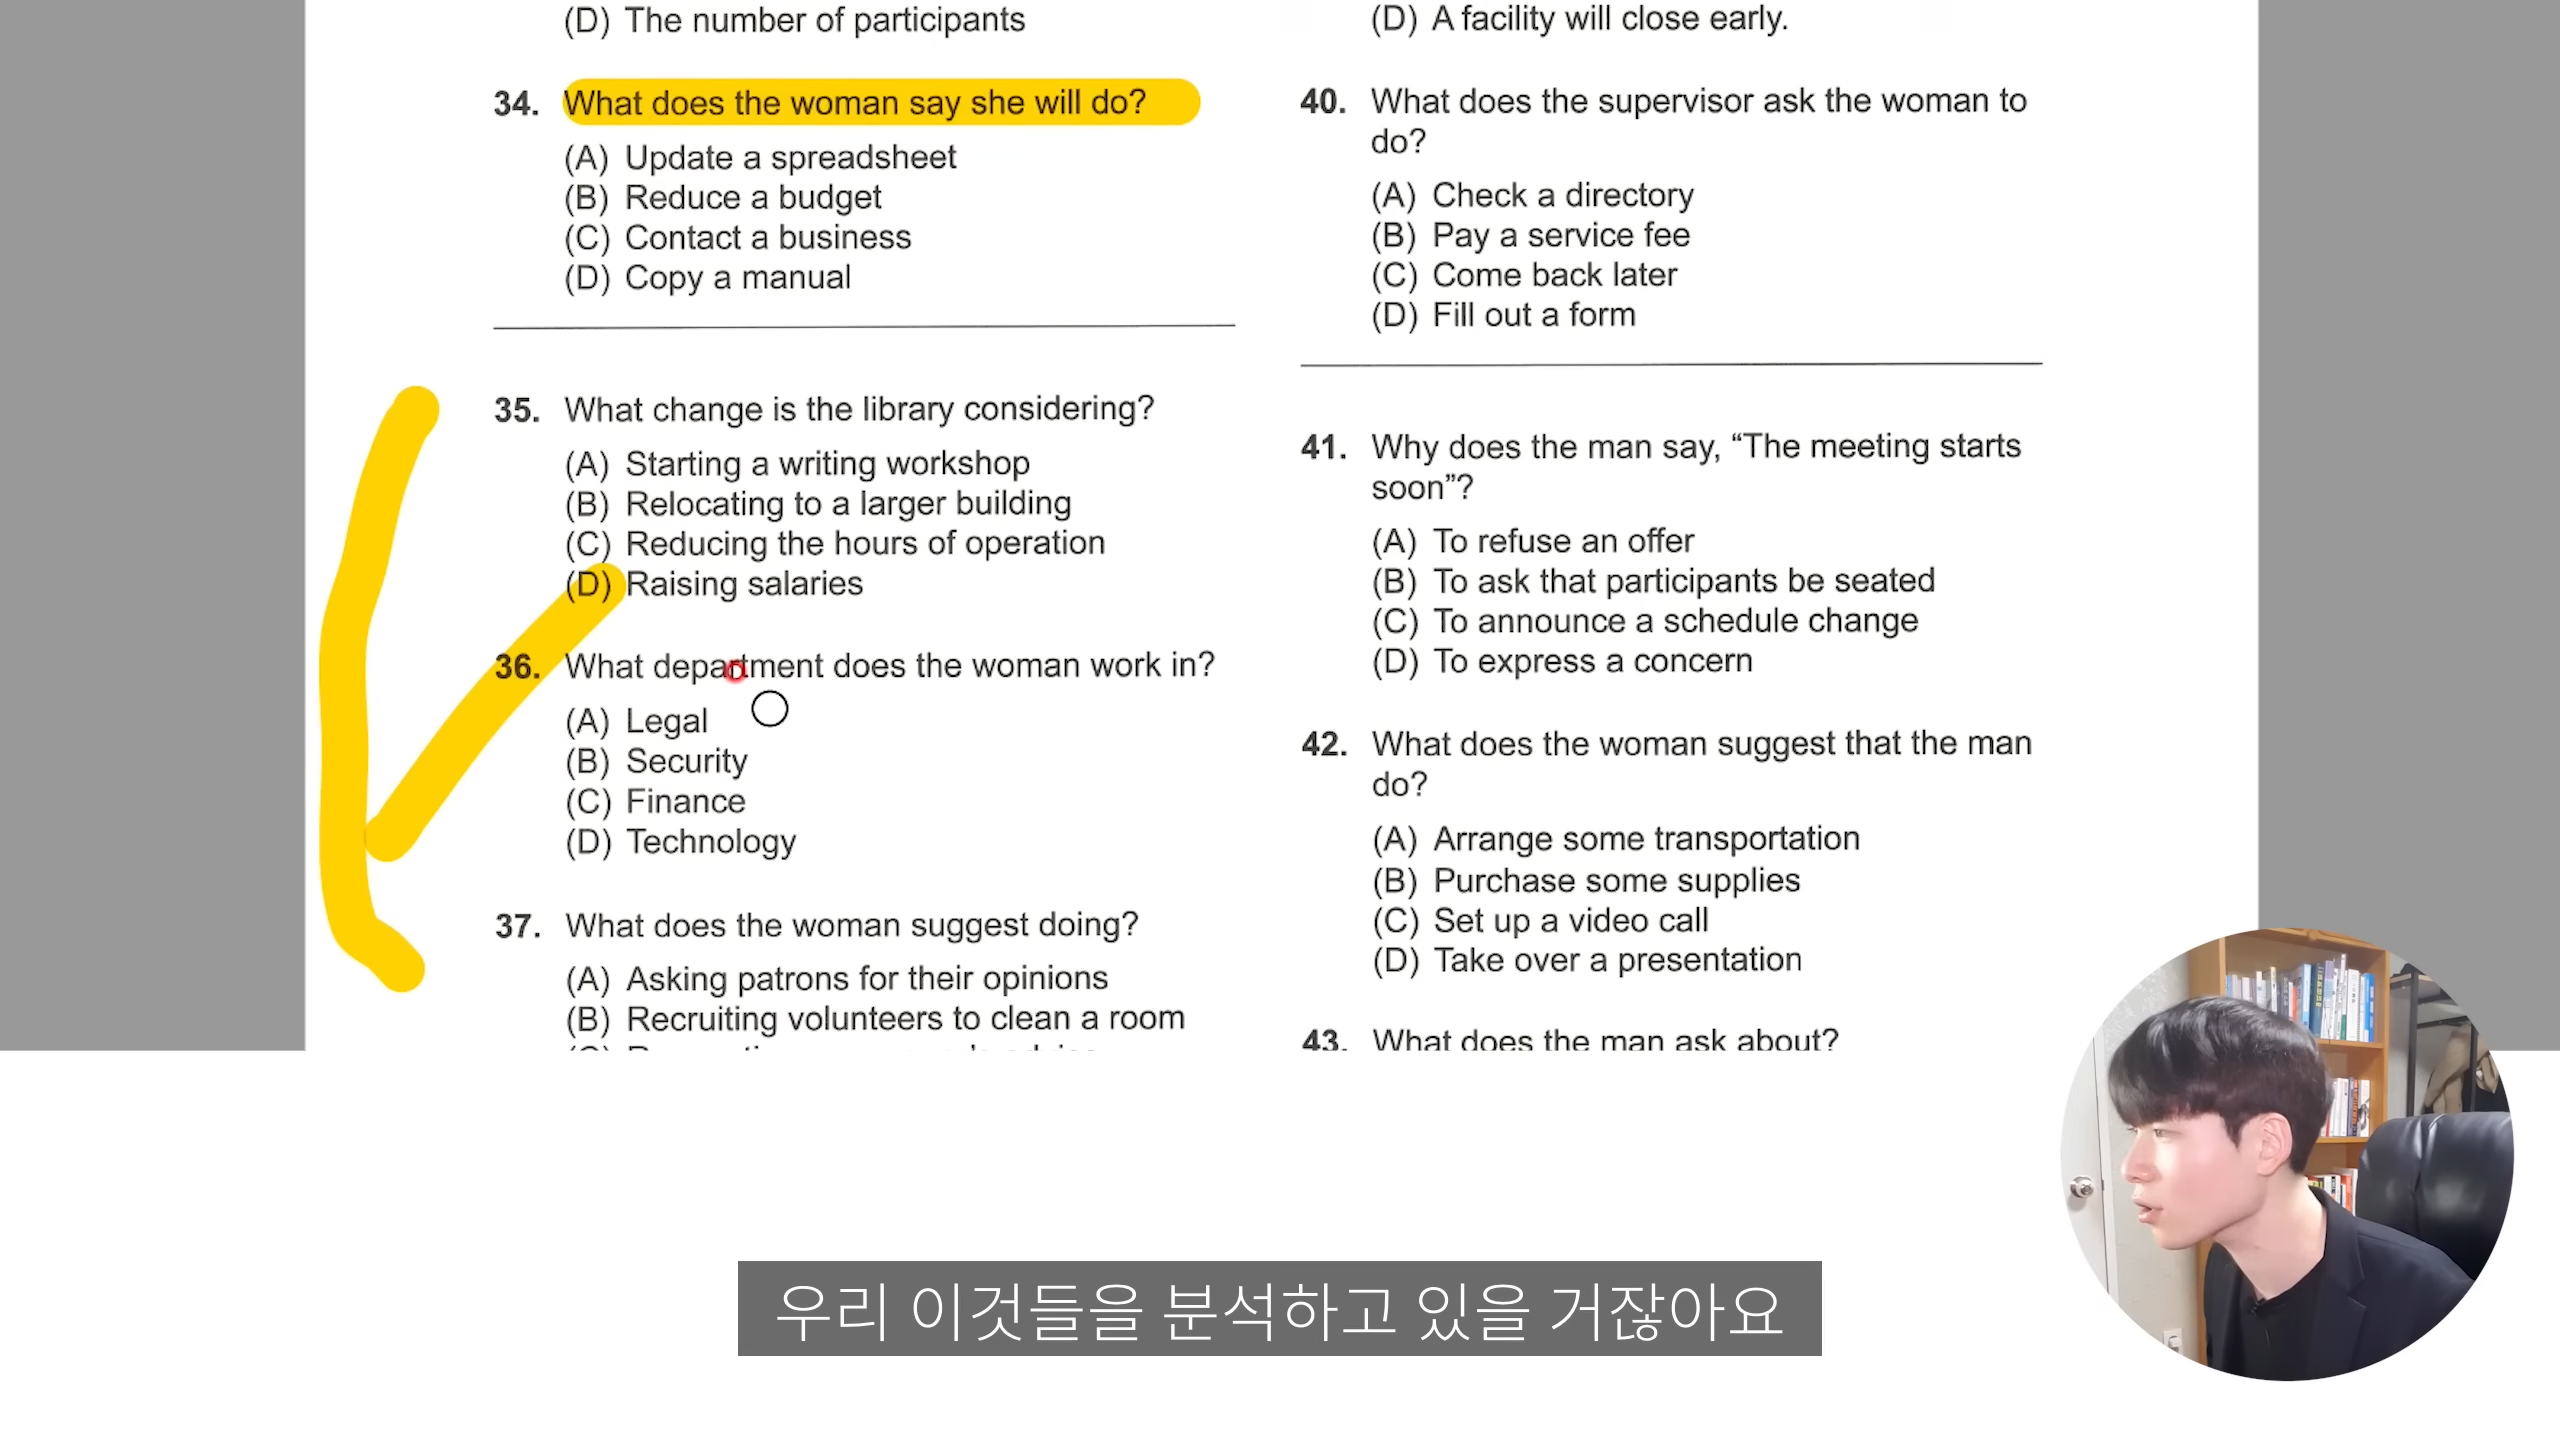 (D) The number of participants
34. What does the woman say she will do?
(A) Update a spreadsheet
(B) Reduce a budget
(C) Contact a business
(D) Copy a manual
35. What change is the library considering?
(A) Starting a writing workshop
(B) Relocating to a larger building
(C) Reducing the hours of operation
(D) Raising salaries
36. What department does the woman work in?
(A) Legal
(B) Security
(C) Finance
(D) Technology
37. What does the woman suggest doing?
(A) Asking patrons for their opinions
(B) Recruiting volunteers to clean a room
(D) A facility will close early.
40. What does the supervisor ask the woman to
do?
(A) Check a directory
(B) Pay a service fee
(C) Come back later
(D) Fill out a form
41. Why does the man say, “The meeting starts
soon”?
(A) To refuse an offer
(B) To ask that participants be seated
(C) To announce a schedule change
(D) To express a concern
42. What does the woman suggest that the man
do?
(A) Arrange some transportation
(B) Purchase some supplies
(C) Set up a video call
(D) Take over a presentation
43. What does the man ask about?
우리 이것들을 분석하고 있을 거잖아요